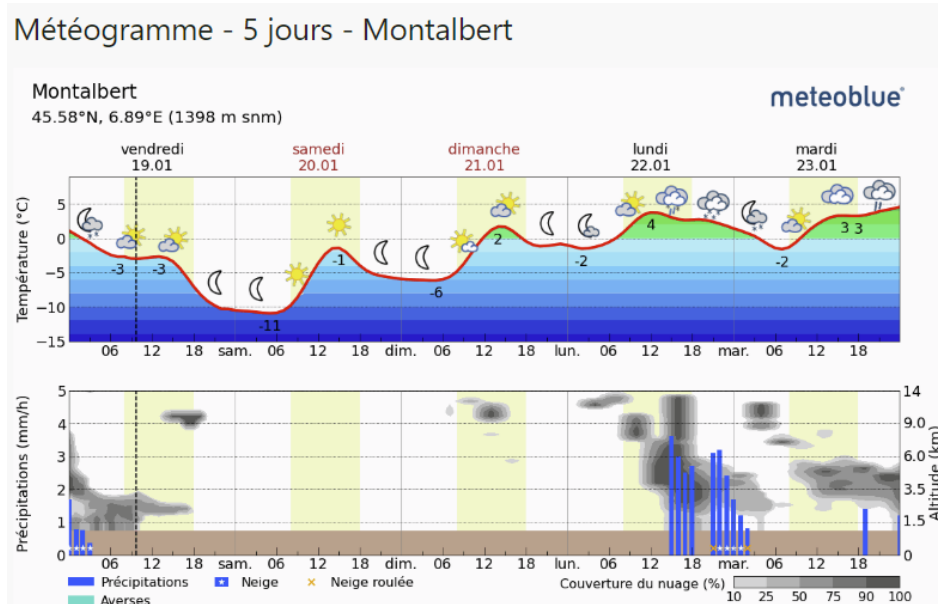 Météogramme - 5 jours - Montalbert
Montalbert
45.58°N, 6.89°E (1398 m snm)
meteoblue®
vendredi samedi dimanche lundi mardi
19.01 20.01 21.01 22.01 23.01
Température (°C)
5
0
−5
−10
−15
-3 -3 -11 -1 -6 2 -2 4 -2 3 3
06 12 18 sam. 06 12 18 dim. 06 12 18 lun. 06 12 18 mar. 06 12 18
Précipitations (mm/h)
5
4
3
2
1
0
14
9.0
6.0
3.5
1.5
0
Altitude (km)
06 12 18 sam. 06 12 18 dim. 06 12 18 lun. 06 12 18 mar. 06 12 18
Précipitations Neige Neige roulée Couverture du nuage (%)
10 25 50 75 90 100
Averses